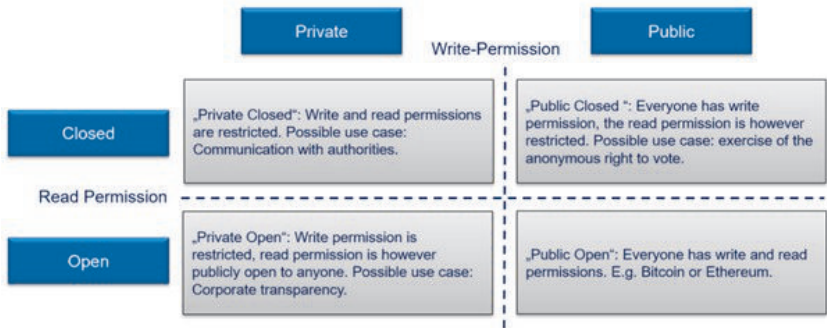 Private
Write-Permission
Public
Closed
„Private Closed“: Write and read permissions
are restricted. Possible use case:
Communication with authorities.
„Public Closed “: Everyone has write
permission, the read permission is however
restricted. Possible use case: exercise of the
anonymous right to vote.
Read Permission
Open
„Private Open“: Write permission is
restricted, read permission is however
publicly open to anyone. Possible use case:
Corporate transparency.
„Public Open“: Everyone has write and read
permissions. E.g. Bitcoin or Ethereum.